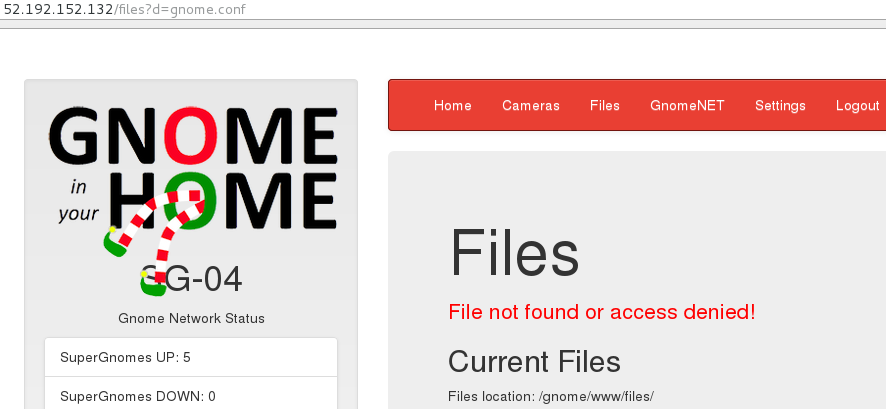 52.192.152.132/files?d=gnome.conf
Home Cameras Files GnomeNET Settings Logout
GNOME
in your HOME
SG-04
Gnome Network Status
SuperGnomes UP: 5
SuperGnomes DOWN: 0
Files
File not found or access denied!
Current Files
Files location: /gnome/www/files/